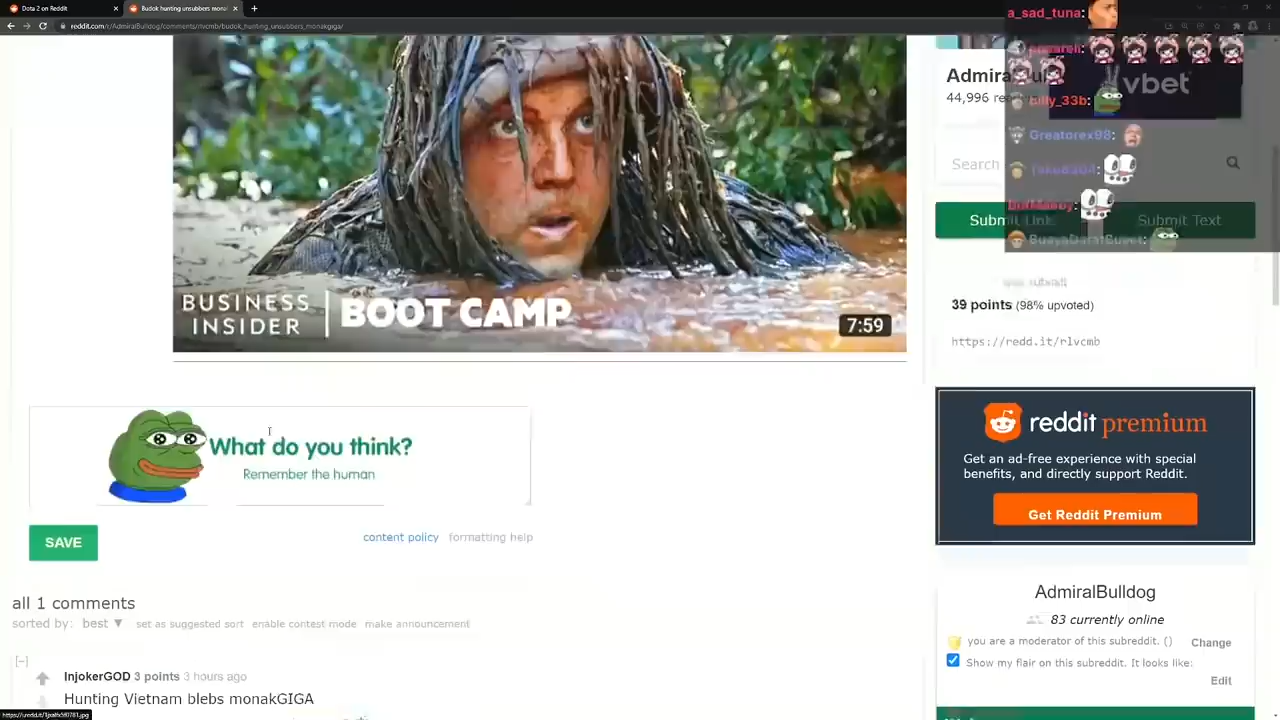 Dota 2 on Reddit
Budok hunting unsubbers monakGIGA
reddit.com/r/AdmiralBulldog/comments/rlvcmb/budok_hunting_unsubbers_monakgiga/
a_sad_tuna:
billy_33b:
vbet
Greatorex98:
BuayaDaratBuset:
44,996
Search
Submit Link
Submit Text
BUSINESS
INSIDER
BOOT CAMP
7:59
39 points (98% upvoted)
https://redd.it/rlvcmb
What do you think?
Remember the human
SAVE
content policy
formatting help
reddit premium
Get an ad-free experience with special
benefits, and directly support Reddit.
Get Reddit Premium
all 1 comments
sorted by: best ▼ set as suggested sort enable contest mode make announcement
[-]
InjokerGOD 3 points 3 hours ago
Hunting Vietnam blebs monakGIGA
AdmiralBulldog
83 currently online
you are a moderator of this subreddit. () Change
Show my flair on this subreddit. It looks like:
Edit